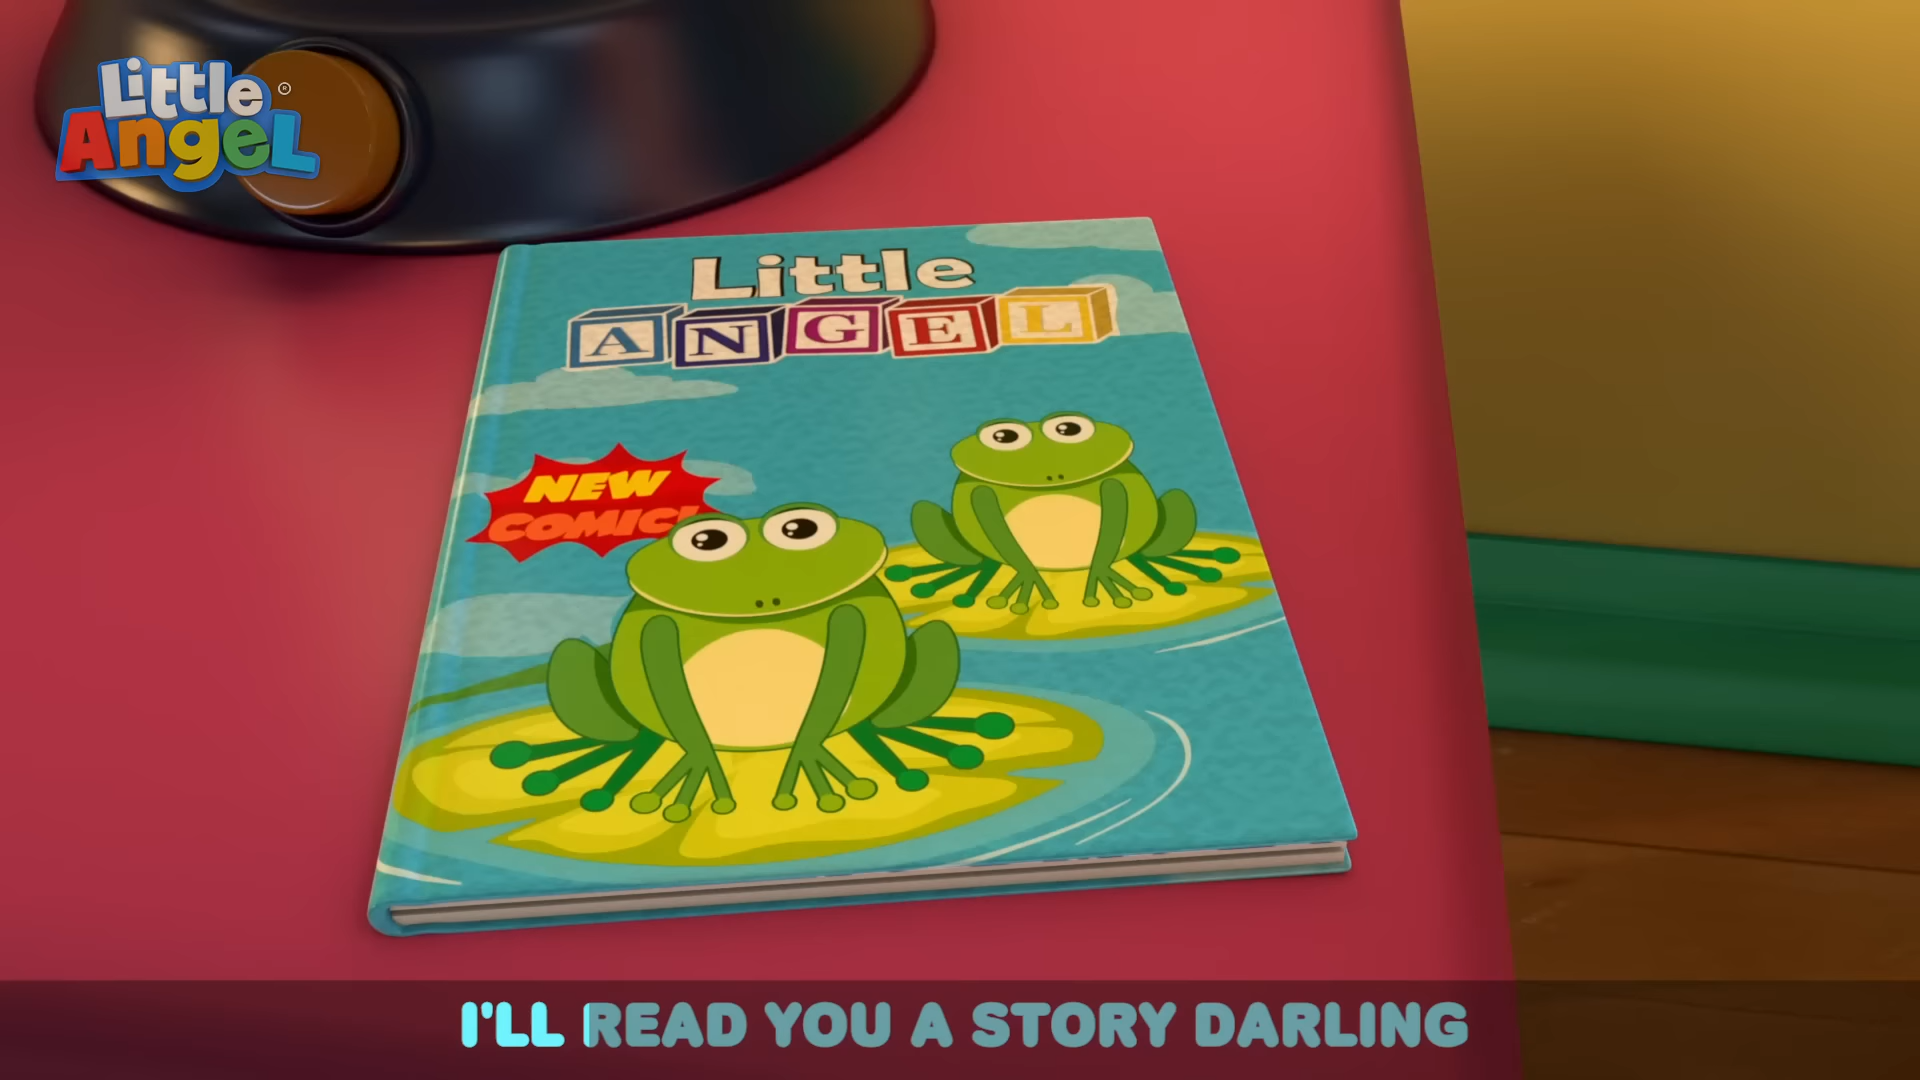 Little
Angel
®
Little
ANGEL
NEW
COMIC!
I'LL READ YOU A STORY DARLING